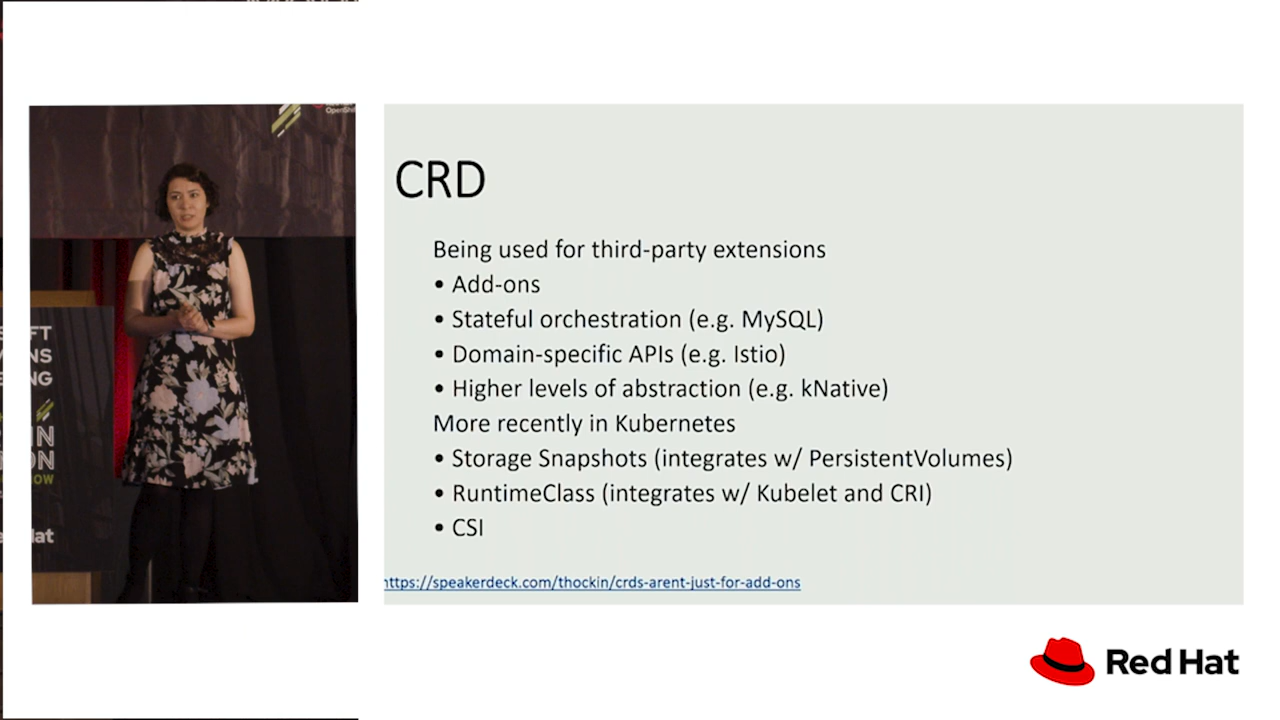 OpenShift
CRD
Being used for third-party extensions
• Add-ons
• Stateful orchestration (e.g. MySQL)
• Domain-specific APIs (e.g. Istio)
• Higher levels of abstraction (e.g. kNative)
More recently in Kubernetes
• Storage Snapshots (integrates w/ PersistentVolumes)
• RuntimeClass (integrates w/ Kubelet and CRI)
• CSI
https://speakerdeck.com/thockin/crds-arent-just-for-add-ons
Red Hat